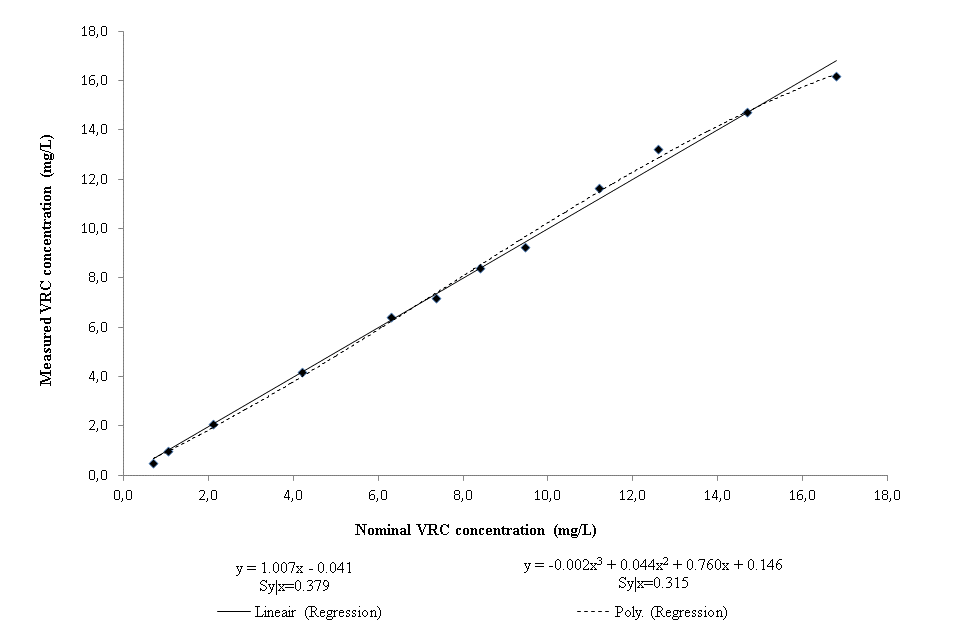 18,0
16,0
14,0
12,0
10,0
8,0
6,0
4,0
2,0
0,0
Measured VRC concentration (mg/L)
0,0 2,0 4,0 6,0 8,0 10,0 12,0 14,0 16,0 18,0
Nominal VRC concentration (mg/L)
y = 1.007x - 0.041
Sy|x=0.379
Lineair (Regression)
y = -0.002x³ + 0.044x² + 0.760x + 0.146
Sy|x=0.315
Poly. (Regression)